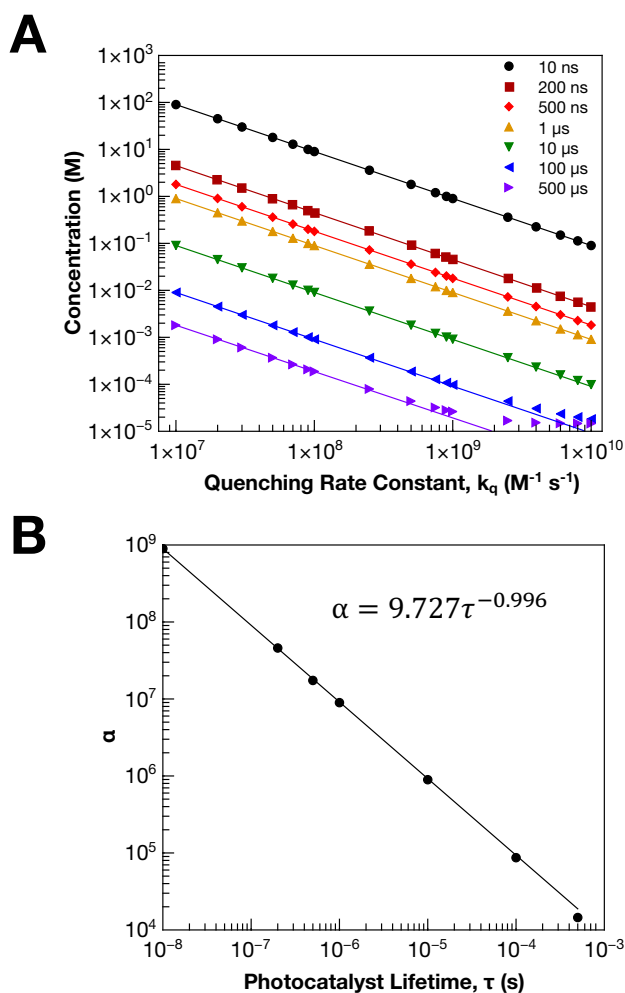 A
1×10³
1×10²
1×10¹
1×10⁰
1×10⁻¹
1×10⁻²
1×10⁻³
1×10⁻⁴
1×10⁻⁵
Concentration (M)
10 ns
200 ns
500 ns
1 µs
10 µs
100 µs
500 µs
1×10⁷ 1×10⁸ 1×10⁹ 1×10¹⁰
Quenching Rate Constant, k_q (M⁻¹ s⁻¹)
B
10⁹
10⁸
10⁷
10⁶
10⁵
10⁴
α
α = 9.727τ⁻⁰·⁹⁹⁶
10⁻⁸ 10⁻⁷ 10⁻⁶ 10⁻⁵ 10⁻⁴ 10⁻³
Photocatalyst Lifetime, τ (s)